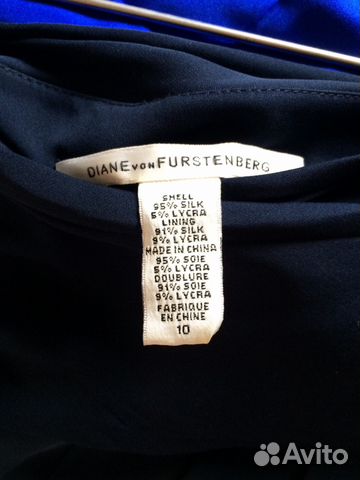 DIANE VON FURSTENBERG
SHELL
95% SILK
5% LYCRA
LINING
91% SILK
9% LYCRA
MADE IN CHINA
95% SOIE
5% LYCRA
DOUBLURE
91% SOIE
9% LYCRA
FABRIQUE
EN CHINE
10
Avito